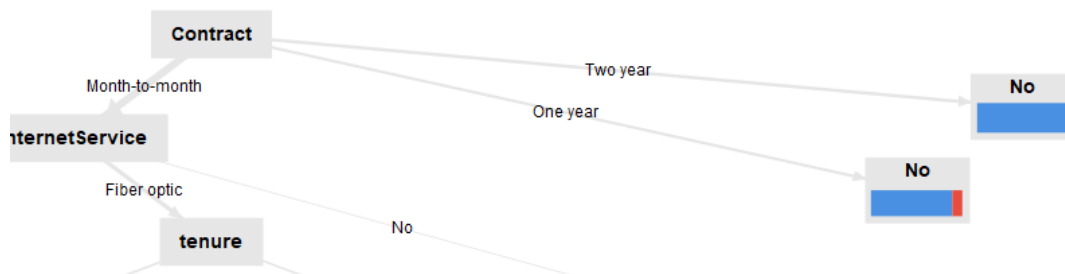 Contract
Two year
No
Month-to-month
One year
nternetService
No
Fiber optic
No
tenure